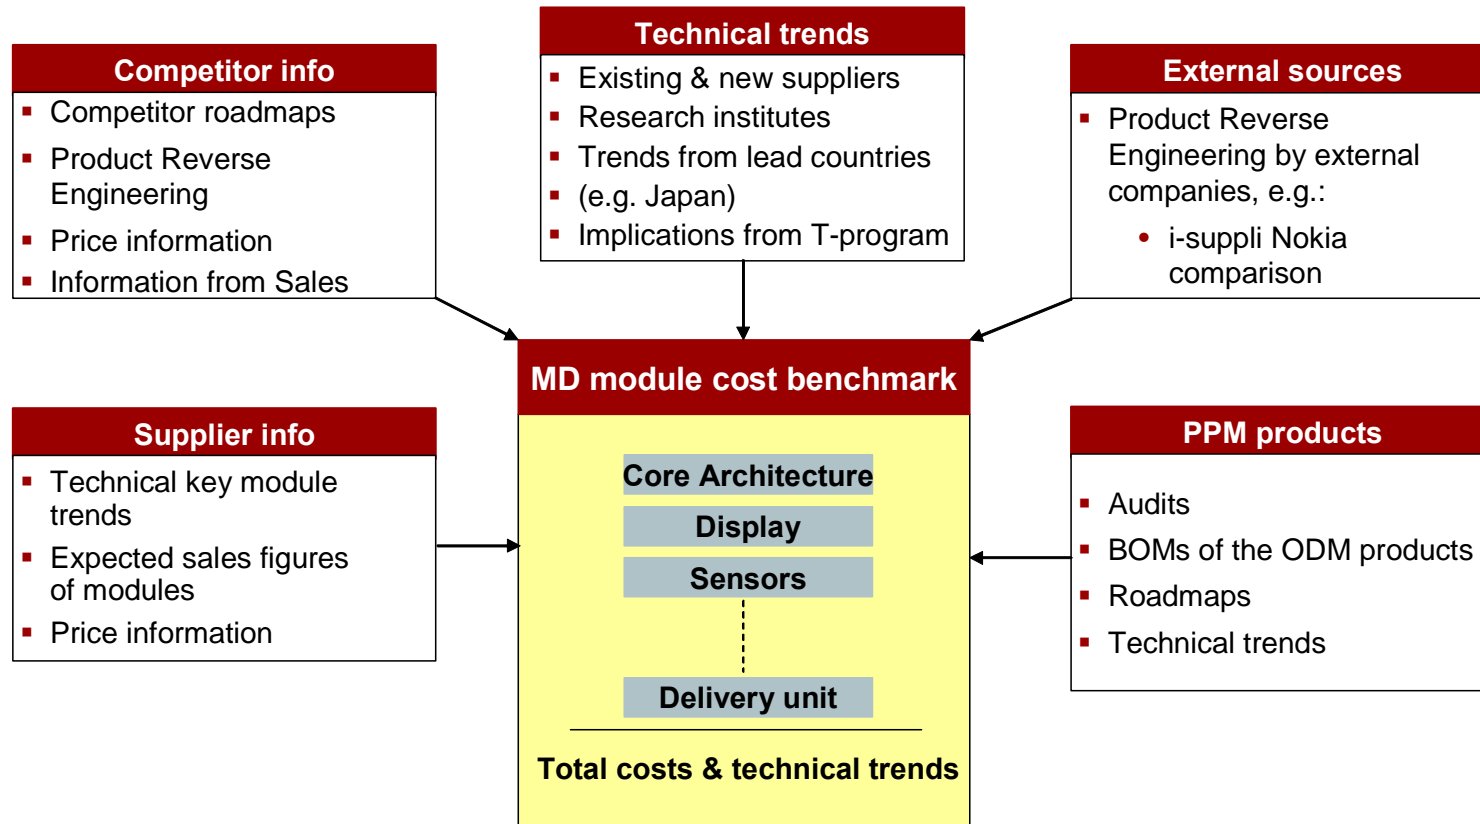 Technical trends
Existing & new suppliers
Research institutes
Trends from lead countries
(e.g. Japan)
Implications from T-program
Competitor info
Competitor roadmaps
Product Reverse
Engineering
Price information
Information from Sales
External sources
Product Reverse
Engineering by external
companies, e.g.:
i-suppli Nokia
comparison
MD module cost benchmark
Core Architecture
Display
Sensors
Delivery unit
Total costs & technical trends
Supplier info
Technical key module
trends
Expected sales figures
of modules
Price information
PPM products
Audits
BOMs of the ODM products
Roadmaps
Technical trends